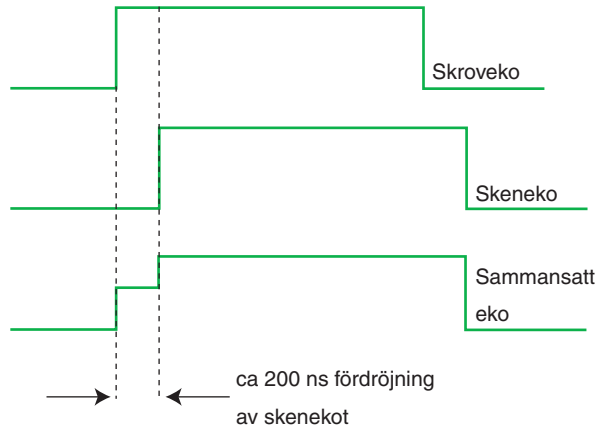 Skroveko
Skeneko
Sammansatt
eko
ca 200 ns fördröjning
av skenekot